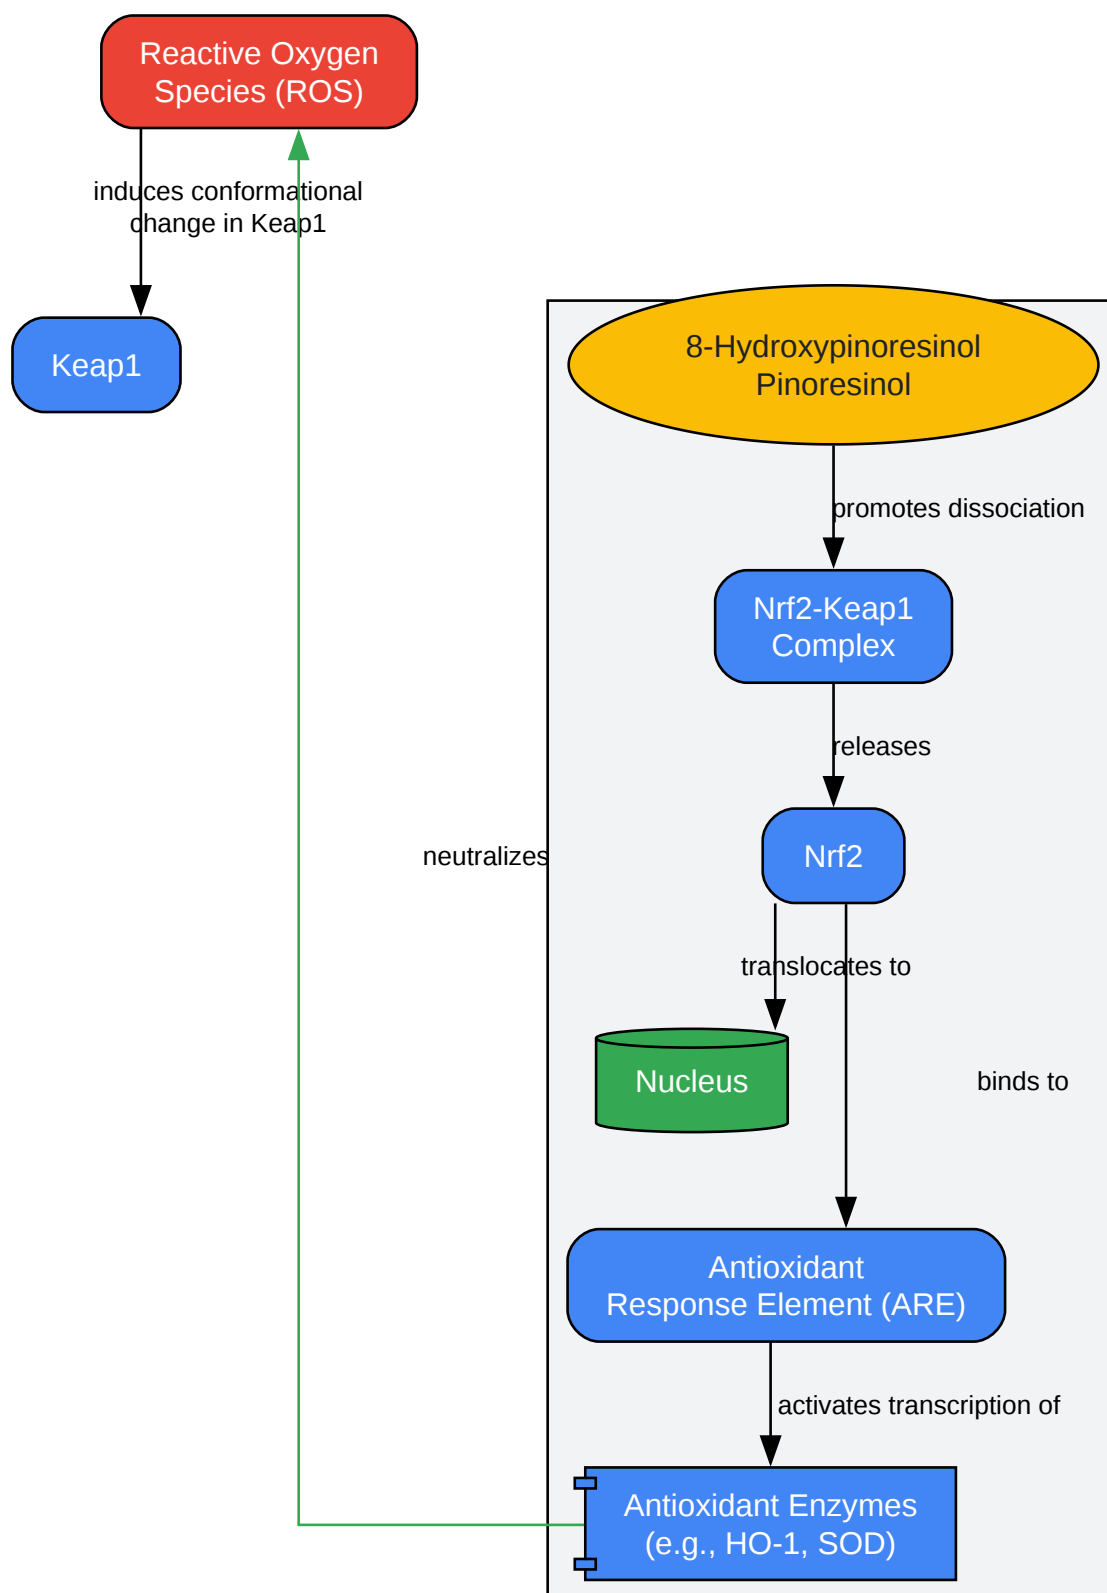 Reactive Oxygen
Species (ROS)
induces conformational
change in Keap1
Keap1
8-Hydroxypinoresinol
Pinoresinol
promotes dissociation
Nrf2-Keap1
Complex
releases
neutralizes
Nrf2
translocates to
Nucleus
binds to
Antioxidant
Response Element (ARE)
activates transcription of
Antioxidant Enzymes
(e.g., HO-1, SOD)